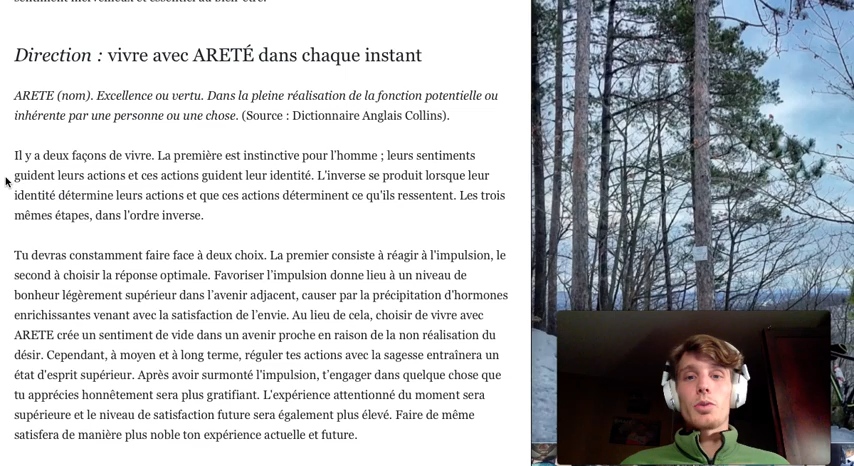 Direction : vivre avec ARETÉ dans chaque instant
ARETE (nom). Excellence ou vertu. Dans la pleine réalisation de la fonction potentielle ou
inhérente par une personne ou une chose. (Source : Dictionnaire Anglais Collins).
Il y a deux façons de vivre. La première est instinctive pour l'homme ; leurs sentiments
guident leurs actions et ces actions guident leur identité. L'inverse se produit lorsque leur
identité détermine leurs actions et que ces actions déterminent ce qu'ils ressentent. Les trois
mêmes étapes, dans l'ordre inverse.
Tu devras constamment faire face à deux choix. La premier consiste à réagir à l'impulsion, le
second à choisir la réponse optimale. Favoriser l'impulsion donne lieu à un niveau de
bonheur légèrement supérieur dans l'avenir adjacent, causer par la précipitation d'hormones
enrichissantes venant avec la satisfaction de l'envie. Au lieu de cela, choisir de vivre avec
ARETE crée un sentiment de vide dans un avenir proche en raison de la non réalisation du
désir. Cependant, à moyen et à long terme, réguler tes actions avec la sagesse entraînera un
état d'esprit supérieur. Après avoir surmonté l'impulsion, t'engager dans quelque chose que
tu apprécies honnêtement sera plus gratifiant. L'expérience attentionné du moment sera
supérieure et le niveau de satisfaction future sera également plus élevé. Faire de même
satisfera de manière plus noble ton expérience actuelle et future.